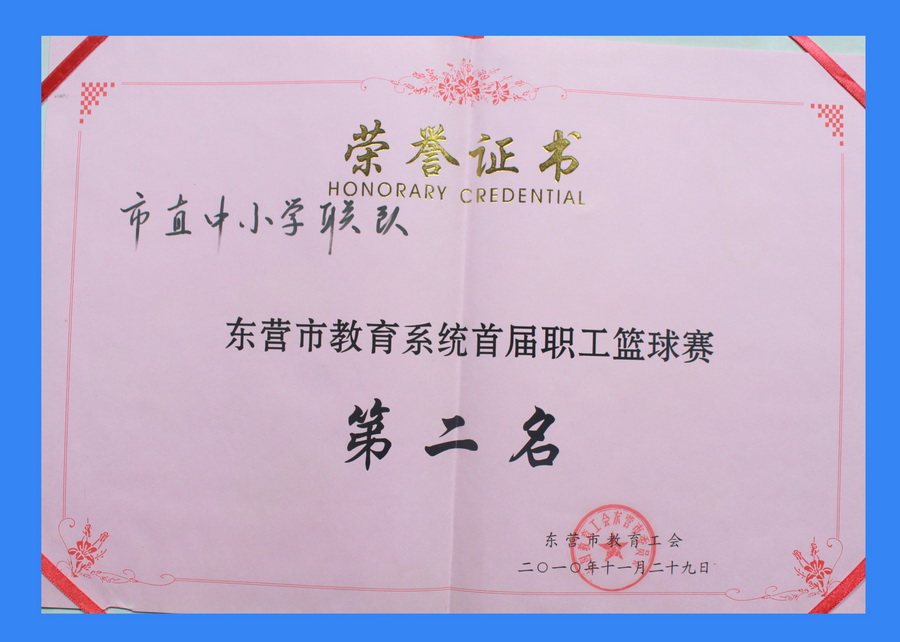 荣誉证书
HONORARY CREDENTIAL
市直中小学联队
东营市教育系统首届职工篮球赛
第二名
东营市教育工会
二〇一〇年十一月二十九日